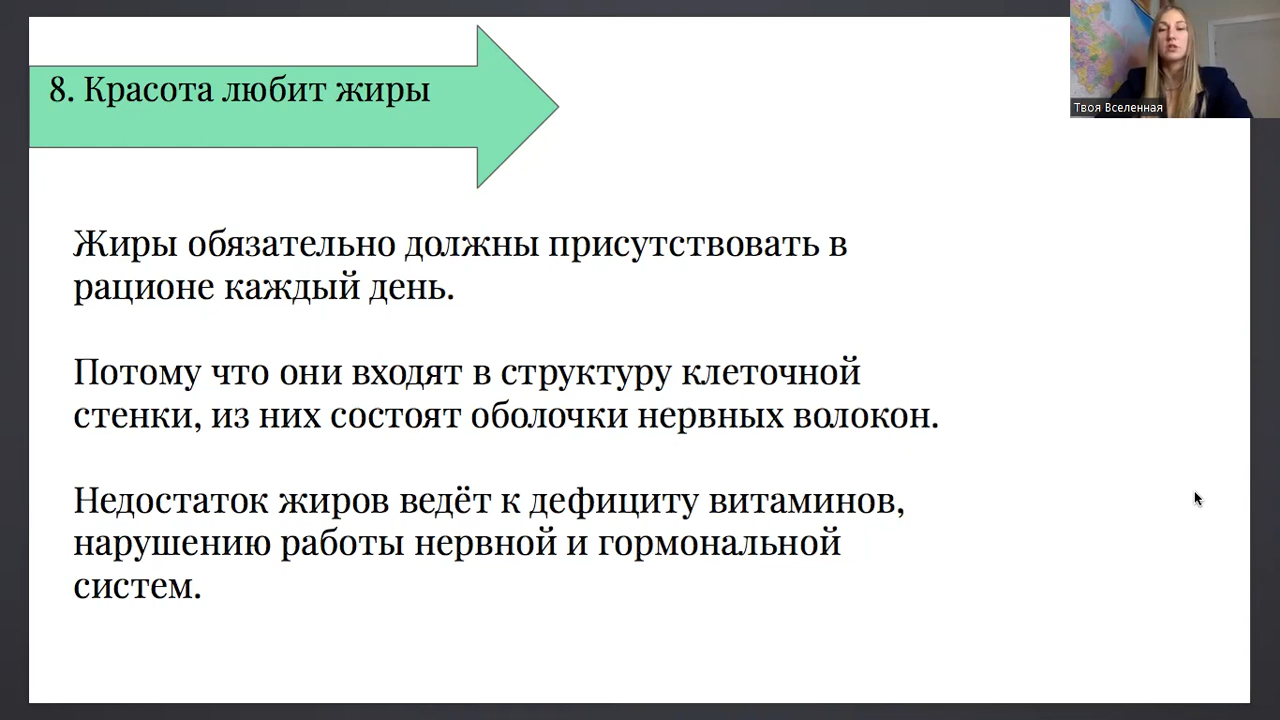 8. Красота любит жиры
Твоя Вселенная
Жиры обязательно должны присутствовать в
рационе каждый день.
Потому что они входят в структуру клеточной
стенки, из них состоят оболочки нервных волокон.
Недостаток жиров ведёт к дефициту витаминов,
нарушению работы нервной и гормональной
систем.